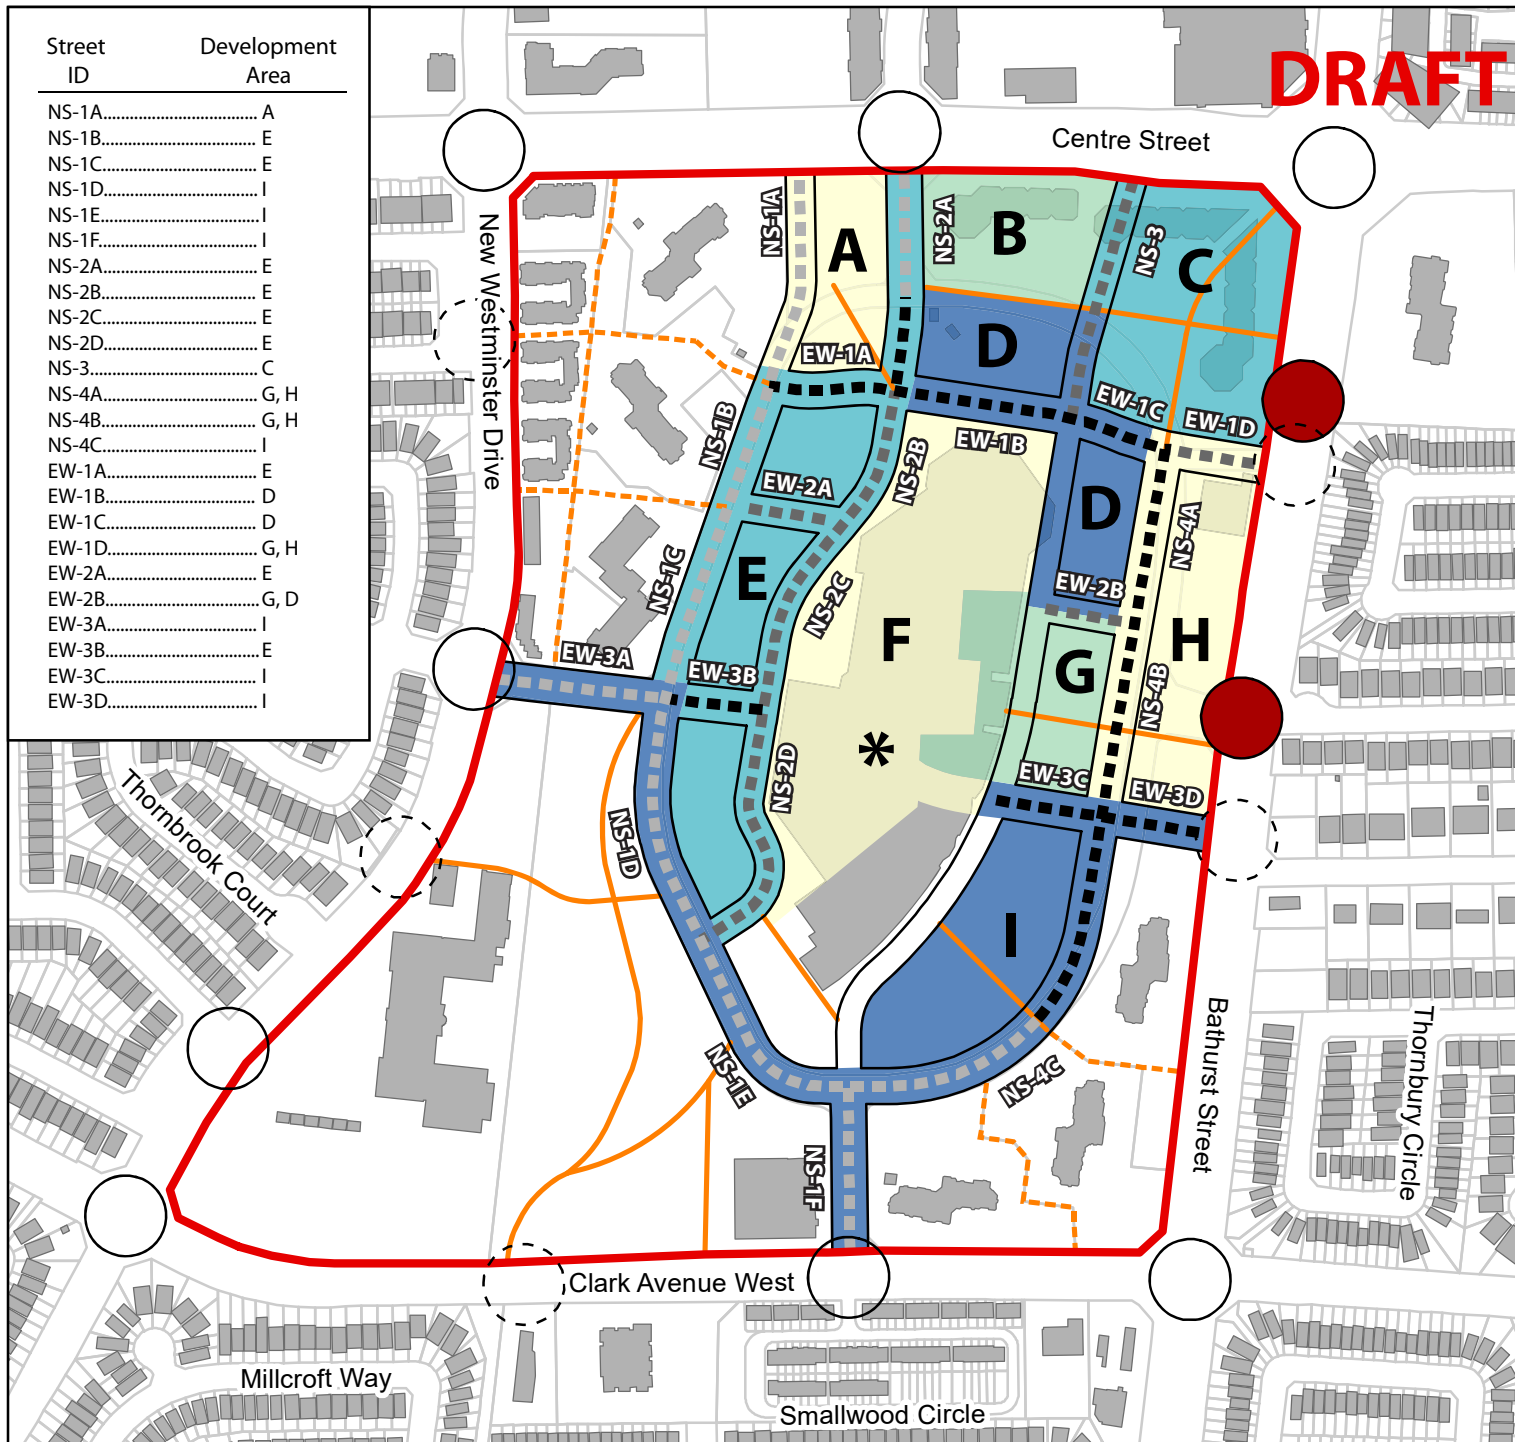 Street Development
ID Area
NS-1A................................... A
NS-1B................................... E
NS-1C................................... E
NS-1D................................... I
NS-1E................................... I
NS-1F................................... I
NS-2A................................... E
NS-2B................................... E
NS-2C................................... E
NS-2D................................... E
NS-3..................................... C
NS-4A................................... G, H
NS-4B................................... G, H
NS-4C................................... I
EW-1A................................... E
EW-1B................................... D
EW-1C................................... D
EW-1D................................... G, H
EW-2A................................... E
EW-2B................................... G, D
EW-3A................................... I
EW-3B................................... E
EW-3C................................... I
EW-3D................................... I
DRAFT
Centre Street
New Westminster Drive
NS-1A
A
NS-2A
B
NS-3
C
EW-1A
D
EW-1C
EW-1D
NS-1B
EW-1B
NS-2B
EW-2A
D
NS-4A
NS-1C
E
NS-2C
EW-2B
F
H
EW-3A
EW-3B
G
NS-4B
*
NS-2D
EW-3C
EW-3D
NS-1D
Thornbrook Court
I
Bathurst Street
Thornbury Circle
NS-1E
NS-4C
NS-1F
Clark Avenue West
Millcroft Way
Smallwood Circle